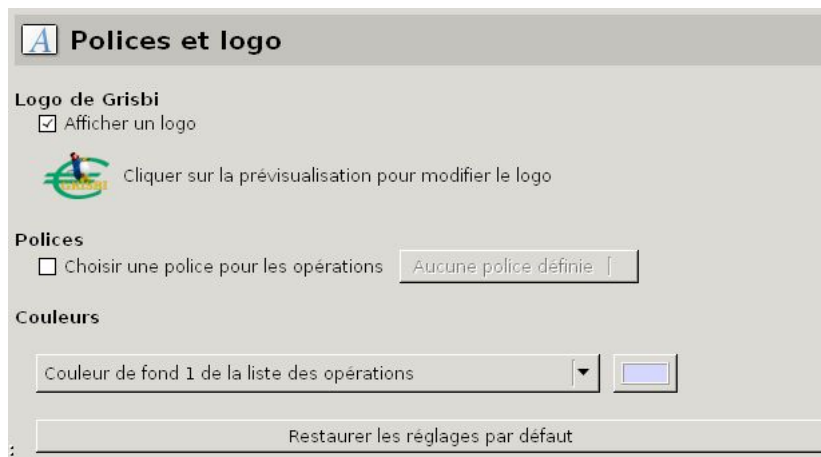 A Polices et logo
Logo de Grisbi
Afficher un logo
GRISBI
Cliquer sur la prévisualisation pour modifier le logo
Polices
Choisir une police pour les opérations Aucune police définie
Couleurs
Couleur de fond 1 de la liste des opérations
Restaurer les réglages par défaut